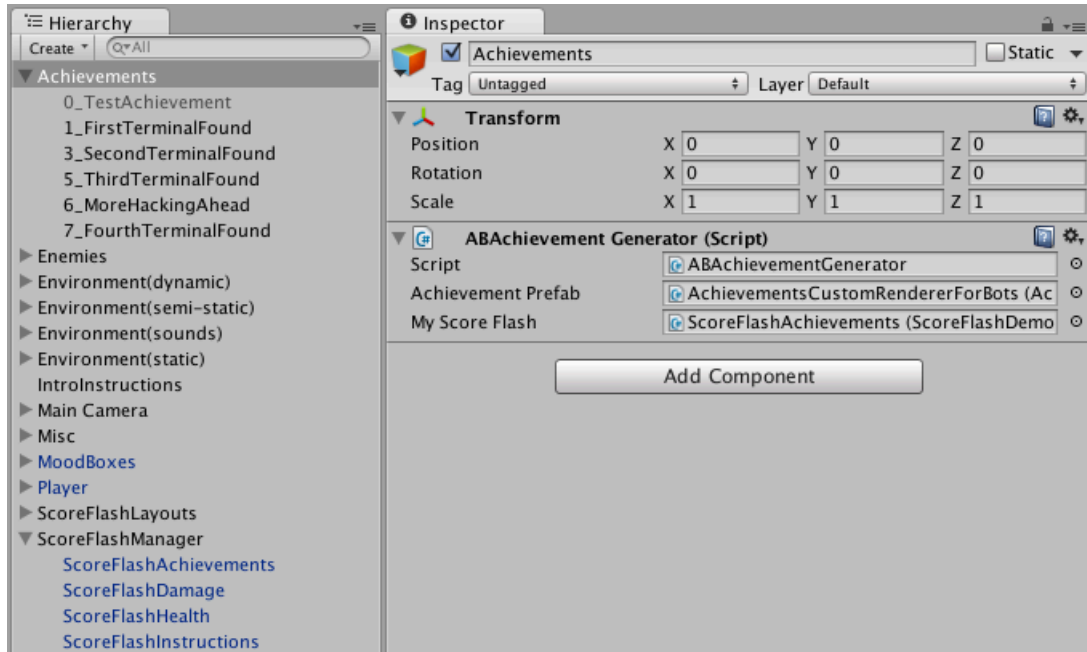 Hierarchy
Create
All
Achievements
0_TestAchievement
1_FirstTerminalFound
3_SecondTerminalFound
5_ThirdTerminalFound
6_MoreHackingAhead
7_FourthTerminalFound
Enemies
Environment(dynamic)
Environment(semi-static)
Environment(sounds)
Environment(static)
IntroInstructions
Main Camera
Misc
MoodBoxes
Player
ScoreFlashLayouts
ScoreFlashManager
ScoreFlashAchievements
ScoreFlashDamage
ScoreFlashHealth
ScoreFlashInstructions
Inspector
Achievements Static
Tag Untagged Layer Default
Transform
Position X 0 Y 0 Z 0
Rotation X 0 Y 0 Z 0
Scale X 1 Y 1 Z 1
ABAchievement Generator (Script)
Script ABAchievementGenerator
Achievement Prefab AchievementsCustomRendererForBots (Ac
My Score Flash ScoreFlashAchievements (ScoreFlashDemo
Add Component